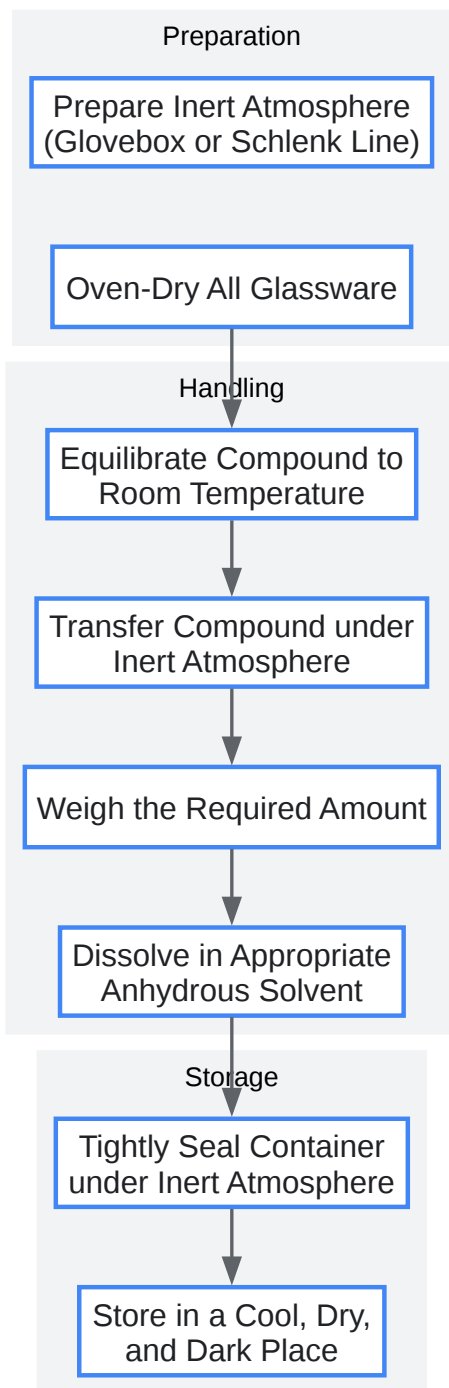 Preparation
Prepare Inert Atmosphere
(Glovebox or Schlenk Line)
Oven-Dry All Glassware
Handling
Equilibrate Compound to
Room Temperature
Transfer Compound under
Inert Atmosphere
Weigh the Required Amount
Dissolve in Appropriate
Anhydrous Solvent
Storage
Tightly Seal Container
under Inert Atmosphere
Store in a Cool, Dry,
and Dark Place